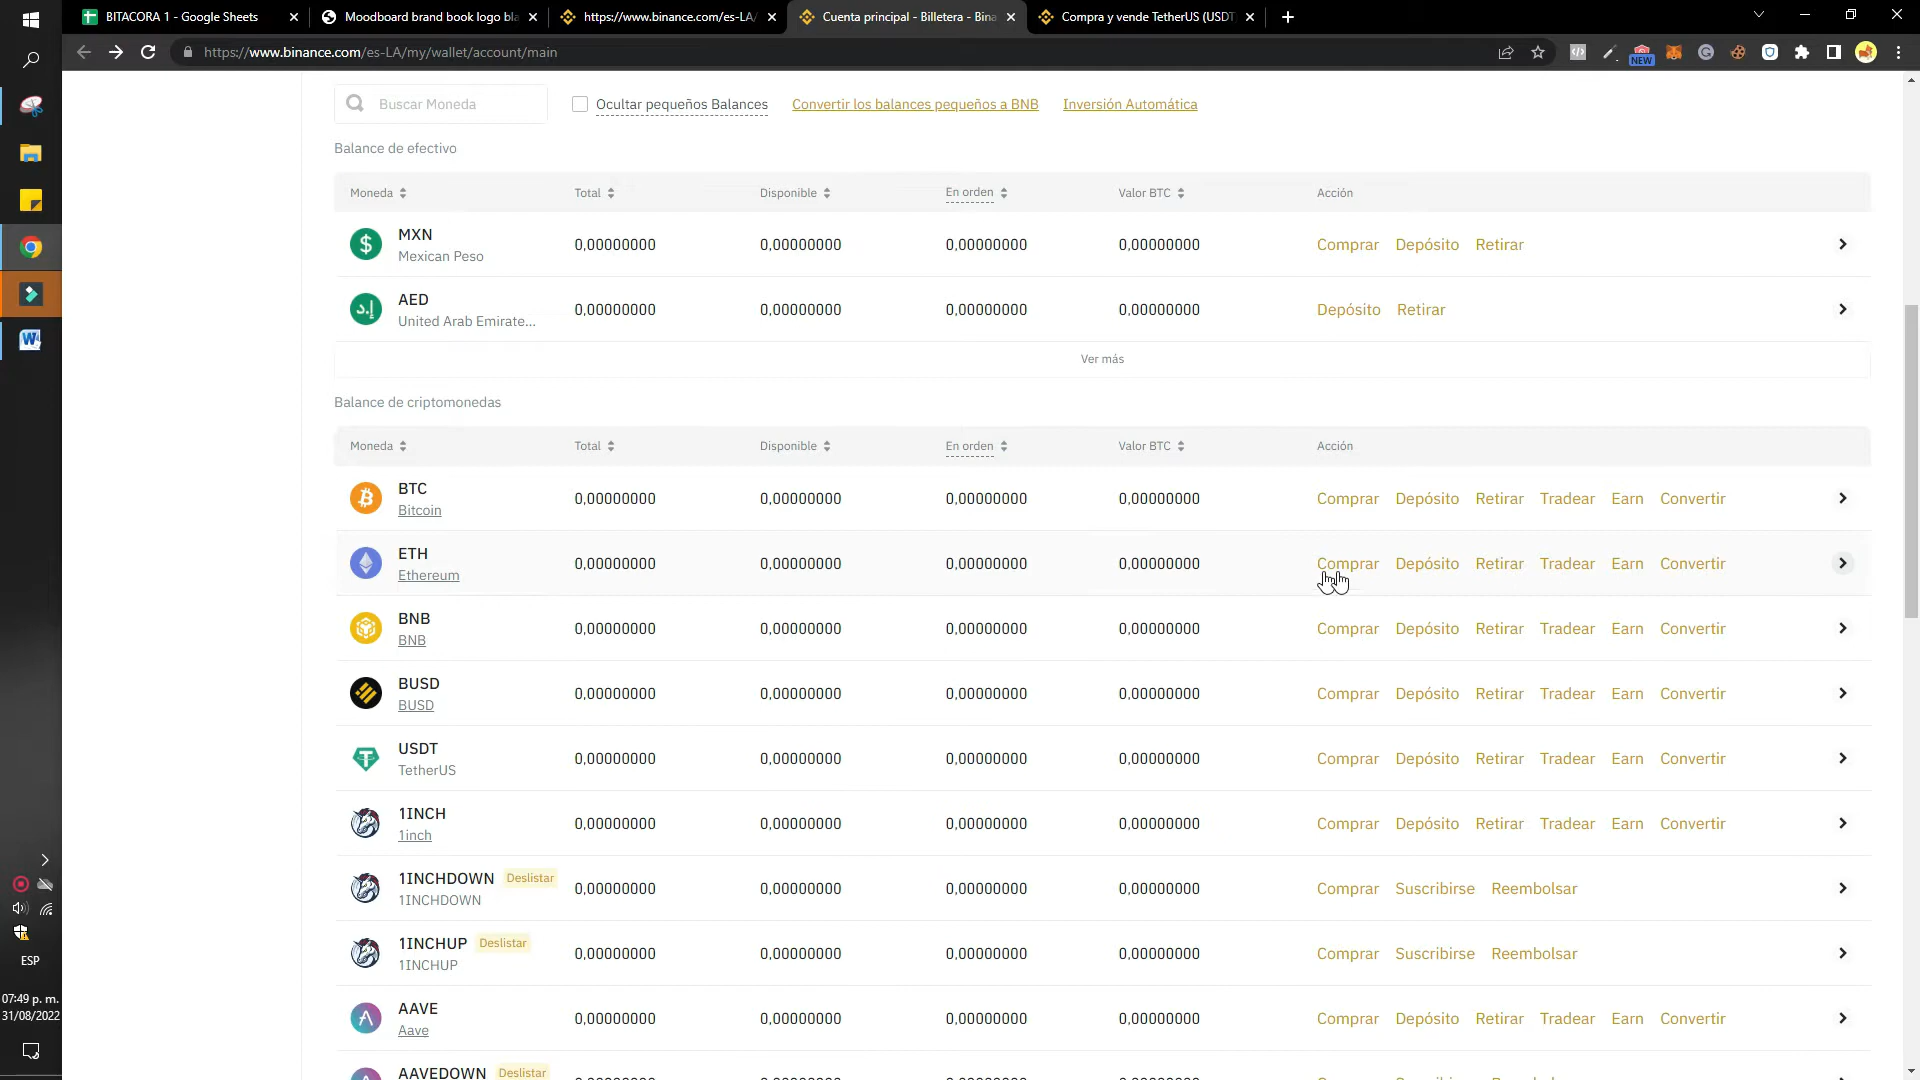 BITACORA 1 - Google Sheets
Moodboard brand book logo bla
https://www.binance.com/es-LA/
Cuenta principal - Billetera - Bina
Compra y vende TetherUS (USDT
https://www.binance.com/es-LA/my/wallet/account/main
NEW
Buscar Moneda
Ocultar pequeños Balances
Convertir los balances pequeños a BNB
Inversión Automática
Balance de efectivo
Moneda Total Disponible En orden Valor BTC Acción
MXN
Mexican Peso
0,00000000 0,00000000 0,00000000 0,00000000 Comprar Depósito Retirar
AED
United Arab Emirate...
0,00000000 0,00000000 0,00000000 0,00000000 Depósito Retirar
Ver más
Balance de criptomonedas
Moneda Total Disponible En orden Valor BTC Acción
BTC
Bitcoin
0,00000000 0,00000000 0,00000000 0,00000000 Comprar Depósito Retirar Tradear Earn Convertir
ETH
Ethereum
0,00000000 0,00000000 0,00000000 0,00000000 Comprar Depósito Retirar Tradear Earn Convertir
BNB
BNB
0,00000000 0,00000000 0,00000000 0,00000000 Comprar Depósito Retirar Tradear Earn Convertir
BUSD
BUSD
0,00000000 0,00000000 0,00000000 0,00000000 Comprar Depósito Retirar Tradear Earn Convertir
USDT
TetherUS
0,00000000 0,00000000 0,00000000 0,00000000 Comprar Depósito Retirar Tradear Earn Convertir
1INCH
1inch
0,00000000 0,00000000 0,00000000 0,00000000 Comprar Depósito Retirar Tradear Earn Convertir
1INCHDOWN Deslistar
1INCHDOWN
0,00000000 0,00000000 0,00000000 0,00000000 Comprar Suscribirse Reembolsar
1INCHUP Deslistar
1INCHUP
0,00000000 0,00000000 0,00000000 0,00000000 Comprar Suscribirse Reembolsar
AAVE
Aave
0,00000000 0,00000000 0,00000000 0,00000000 Comprar Depósito Retirar Tradear Earn Convertir
AAVEDOWN Deslistar
ESP
07:49 p. m.
31/08/2022